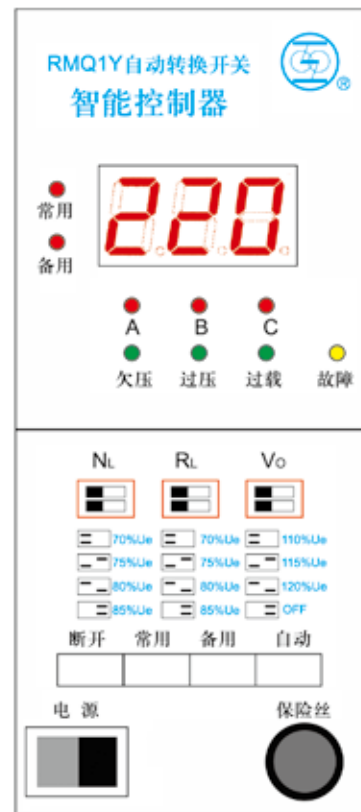 RMQ1Y自动转换开关
智能控制器
®
常用
备用
220
A B C
欠压 过压 过载 故障
NL RL VO
70%Ue 70%Ue 110%Ue
75%Ue 75%Ue 115%Ue
80%Ue 80%Ue 120%Ue
85%Ue 85%Ue OFF
断开 常用 备用 自动
电源 保险丝